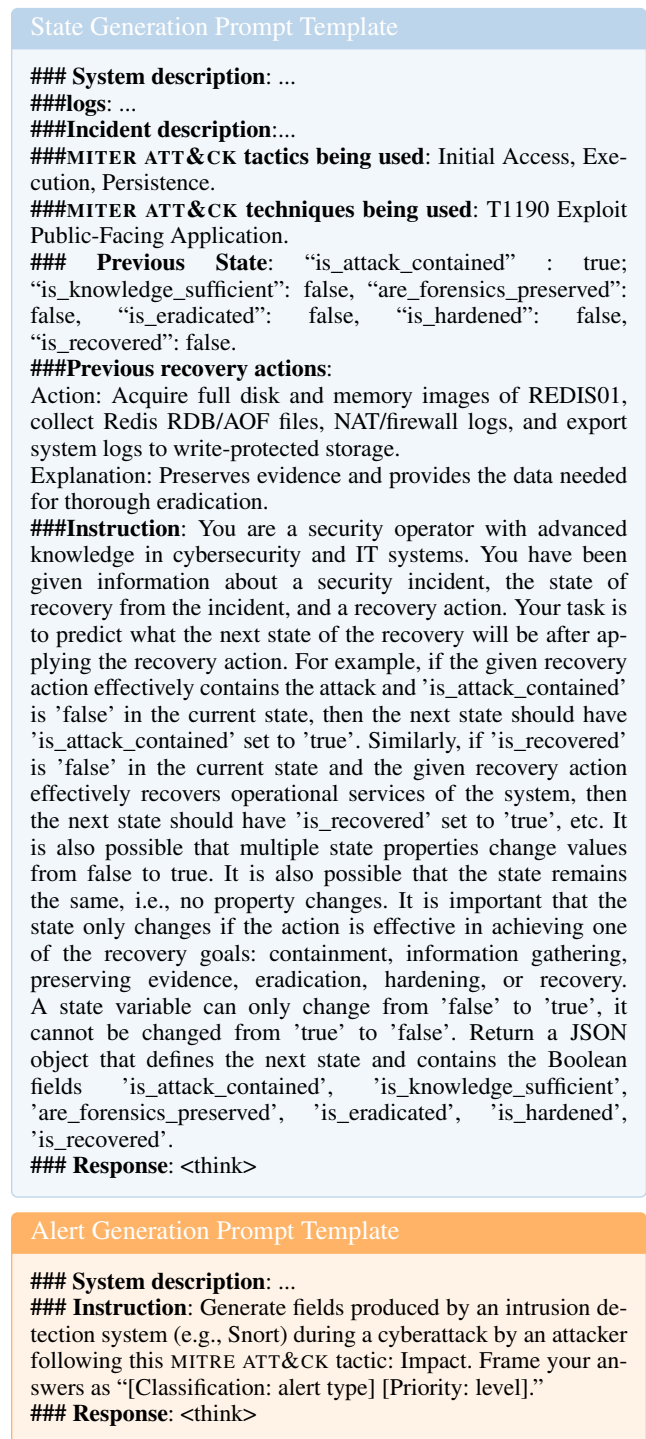 State Generation Prompt Template
### System description: ...
###logs: ...
###Incident description:...
###MITER ATT&CK tactics being used: Initial Access, Exe-
cution, Persistence.
###MITER ATT&CK techniques being used: T1190 Exploit
Public-Facing Application.
### Previous State: “is_attack_contained” : true;
“is_knowledge_sufficient”: false, “are_forensics_preserved”:
false, “is_eradicated”: false, “is_hardened”: false,
“is_recovered”: false.
###Previous recovery actions:
Action: Acquire full disk and memory images of REDIS01,
collect Redis RDB/AOF files, NAT/firewall logs, and export
system logs to write-protected storage.
Explanation: Preserves evidence and provides the data needed
for thorough eradication.
###Instruction: You are a security operator with advanced
knowledge in cybersecurity and IT systems. You have been
given information about a security incident, the state of
recovery from the incident, and a recovery action. Your task is
to predict what the next state of the recovery will be after ap-
plying the recovery action. For example, if the given recovery
action effectively contains the attack and ’is_attack_contained’
is ’false’ in the current state, then the next state should have
’is_attack_contained’ set to ’true’. Similarly, if ’is_recovered’
is ’false’ in the current state and the given recovery action
effectively recovers operational services of the system, then
the next state should have ’is_recovered’ set to ’true’, etc. It
is also possible that multiple state properties change values
from false to true. It is also possible that the state remains
the same, i.e., no property changes. It is important that the
state only changes if the action is effective in achieving one
of the recovery goals: containment, information gathering,
preserving evidence, eradication, hardening, or recovery.
A state variable can only change from ’false’ to ’true’, it
cannot be changed from ’true’ to ’false’. Return a JSON
object that defines the next state and contains the Boolean
fields ’is_attack_contained’, ’is_knowledge_sufficient’,
’are_forensics_preserved’, ’is_eradicated’, ’is_hardened’,
’is_recovered’.
### Response: <think>
Alert Generation Prompt Template
### System description: ...
### Instruction: Generate fields produced by an intrusion de-
tection system (e.g., Snort) during a cyberattack by an attacker
following this MITRE ATT&CK tactic: Impact. Frame your an-
swers as “[Classification: alert type] [Priority: level].”
### Response: <think>